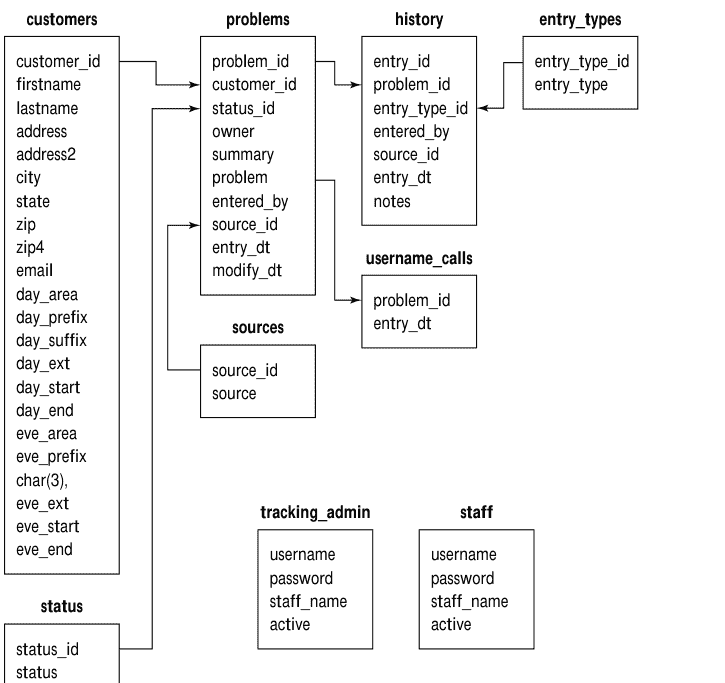 customers
customer_id
firstname
lastname
address
address2
city
state
zip
zip4
email
day_area
day_prefix
day_suffix
day_ext
day_start
day_end
eve_area
eve_prefix
char(3),
eve_ext
eve_start
eve_end
status
status_id
status
problems
problem_id
customer_id
status_id
owner
summary
problem
entered_by
source_id
entry_dt
modify_dt
sources
source_id
source
history
entry_id
problem_id
entry_type_id
entered_by
source_id
entry_dt
notes
username_calls
problem_id
entry_dt
entry_types
entry_type_id
entry_type
tracking_admin
username
password
staff_name
active
staff
username
password
staff_name
active